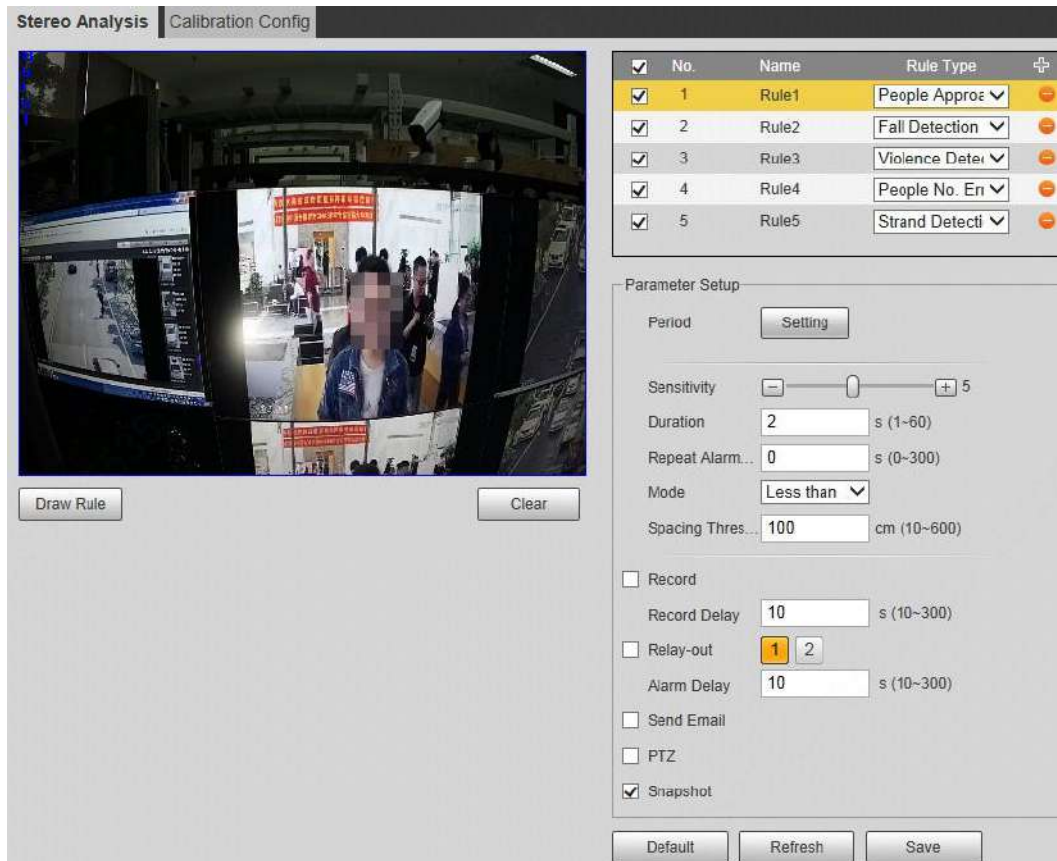 Stereo Analysis
Calibration Config
No. Name Rule Type
1 Rule1 People Approa
2 Rule2 Fall Detection
3 Rule3 Violence Dete
4 Rule4 People No. Err
5 Rule5 Strand Detecti
Parameter Setup
Period Setting
Sensitivity 5
Duration 2 s (1~60)
Repeat Alarm... 0 s (0~300)
Mode Less than
Spacing Thres... 100 cm (10~600)
Record
Record Delay 10 s (10~300)
Relay-out 1 2
Alarm Delay 10 s (10~300)
Send Email
PTZ
Snapshot
Draw Rule Clear
Default Refresh Save